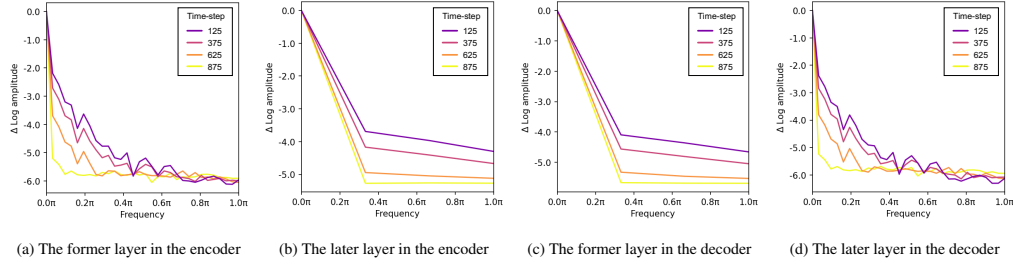 Δ Log amplitude
0.0
-1.0
-2.0
-3.0
-4.0
-5.0
-6.0
0.0π 0.2π 0.4π 0.6π 0.8π 1.0π
Frequency
Time-step
125
375
625
875
(a) The former layer in the encoder
Δ Log amplitude
0.0
-1.0
-2.0
-3.0
-4.0
-5.0
0.0π 0.2π 0.4π 0.6π 0.8π 1.0π
Frequency
Time-step
125
375
625
875
(b) The later layer in the encoder
Δ Log amplitude
0.0
-1.0
-2.0
-3.0
-4.0
-5.0
0.0π 0.2π 0.4π 0.6π 0.8π 1.0π
Frequency
Time-step
125
375
625
875
(c) The former layer in the decoder
Δ Log amplitude
0.0
-1.0
-2.0
-3.0
-4.0
-5.0
-6.0
0.0π 0.2π 0.4π 0.6π 0.8π 1.0π
Frequency
Time-step
125
375
625
875
(d) The later layer in the decoder